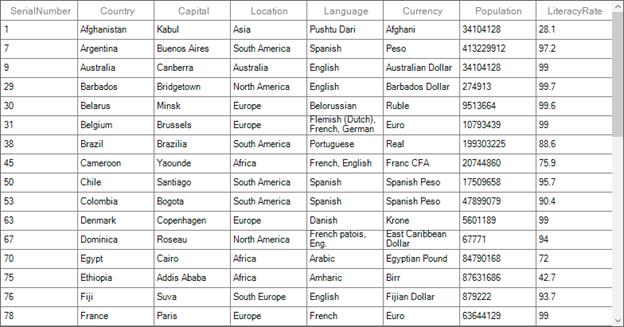 SerialNumber Country Capital Location Language Currency Population LiteracyRate
1 Afghanistan Kabul Asia Pushtu Dari Afghani 34104128 28.1
7 Argentina Buenos Aires South America Spanish Peso 413229912 97.2
9 Australia Canberra Australia English Australian Dollar 34104128 99
29 Barbados Bridgetown North America English Barbados Dollar 274913 99.7
30 Belarus Minsk Europe Belorussian Ruble 9513664 99.6
31 Belgium Brussels Europe Flemish (Dutch), French, German Euro 10793439 99
38 Brazil Brazilia South America Portuguese Real 199303225 88.6
45 Cameroon Yaounde Africa French, English Franc CFA 20744860 75.9
50 Chile Santiago South America Spanish Spanish Peso 17509658 95.7
53 Colombia Bogota South America Spanish Spanish Peso 47899079 90.4
63 Denmark Copenhagen Europe Danish Krone 5601189 99
67 Dominica Roseau North America French patois, Eng. East Caribbean Dollar 67771 94
70 Egypt Cairo Africa Arabic Egyptian Pound 84790168 72
75 Ethiopia Addis Ababa Africa Amharic Birr 87631686 42.7
76 Fiji Suva South Europe English Fijian Dollar 879222 93.7
78 France Paris Europe French Euro 63644129 99